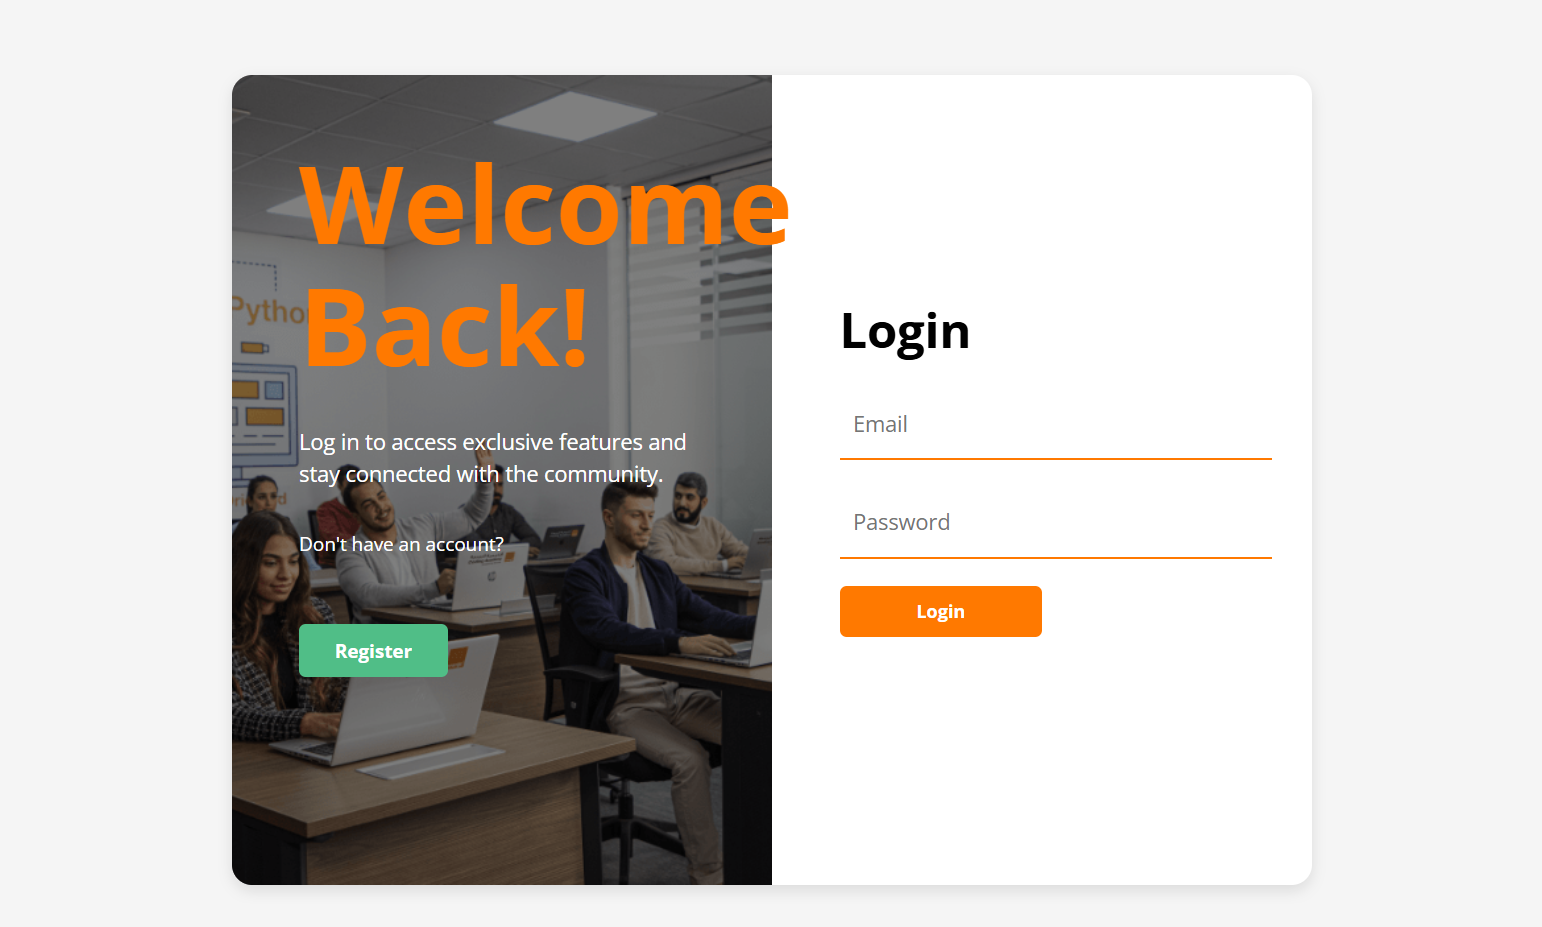 Welcome
Back!
Log in to access exclusive features and
stay connected with the community.
Don't have an account?
Register
Login
Email
Password
Login